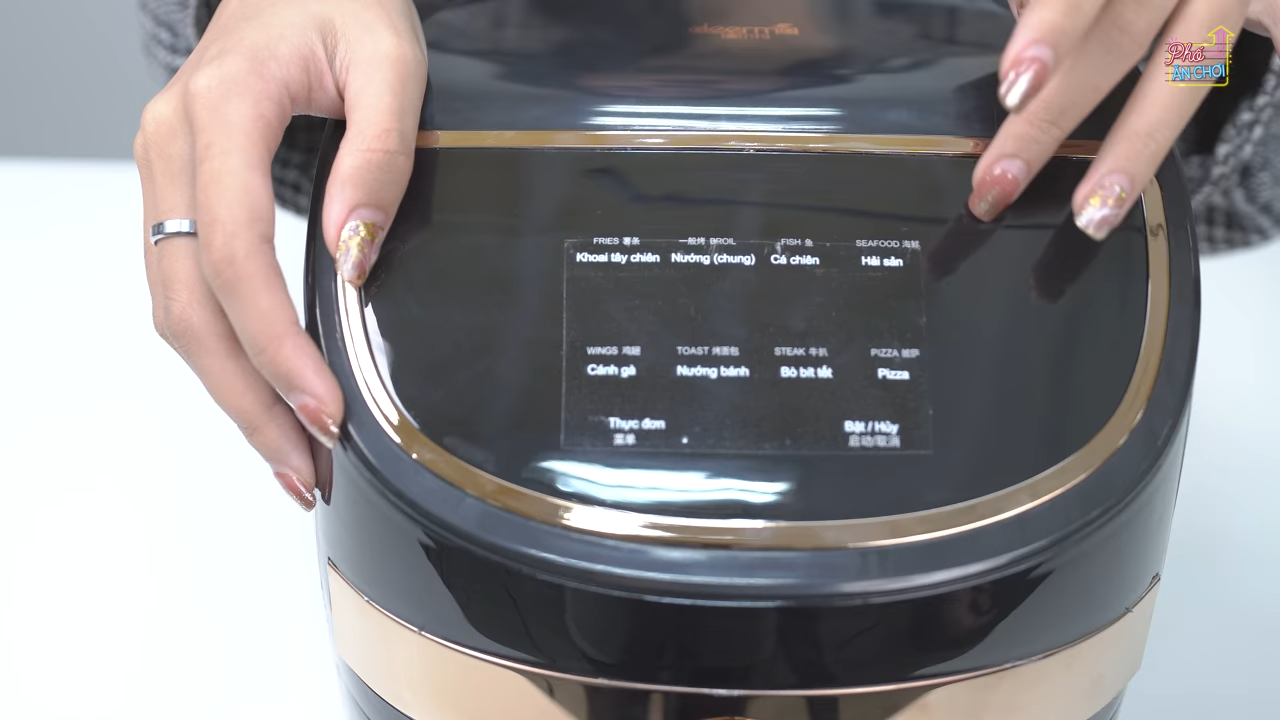 deerma
Phố
ĂN CHƠI
FRIES 薯条 一般烤 BROIL FISH 鱼 SEAFOOD 海鲜
Khoai tây chiên Nướng (chung) Cá chiên Hải sản
WINGS 鸡翅 TOAST 烤面包 STEAK 牛扒 PIZZA 披萨
Cánh gà Nướng bánh Bò bít tết Pizza
Thực đơn Bật / Hủy
菜单 启动/取消